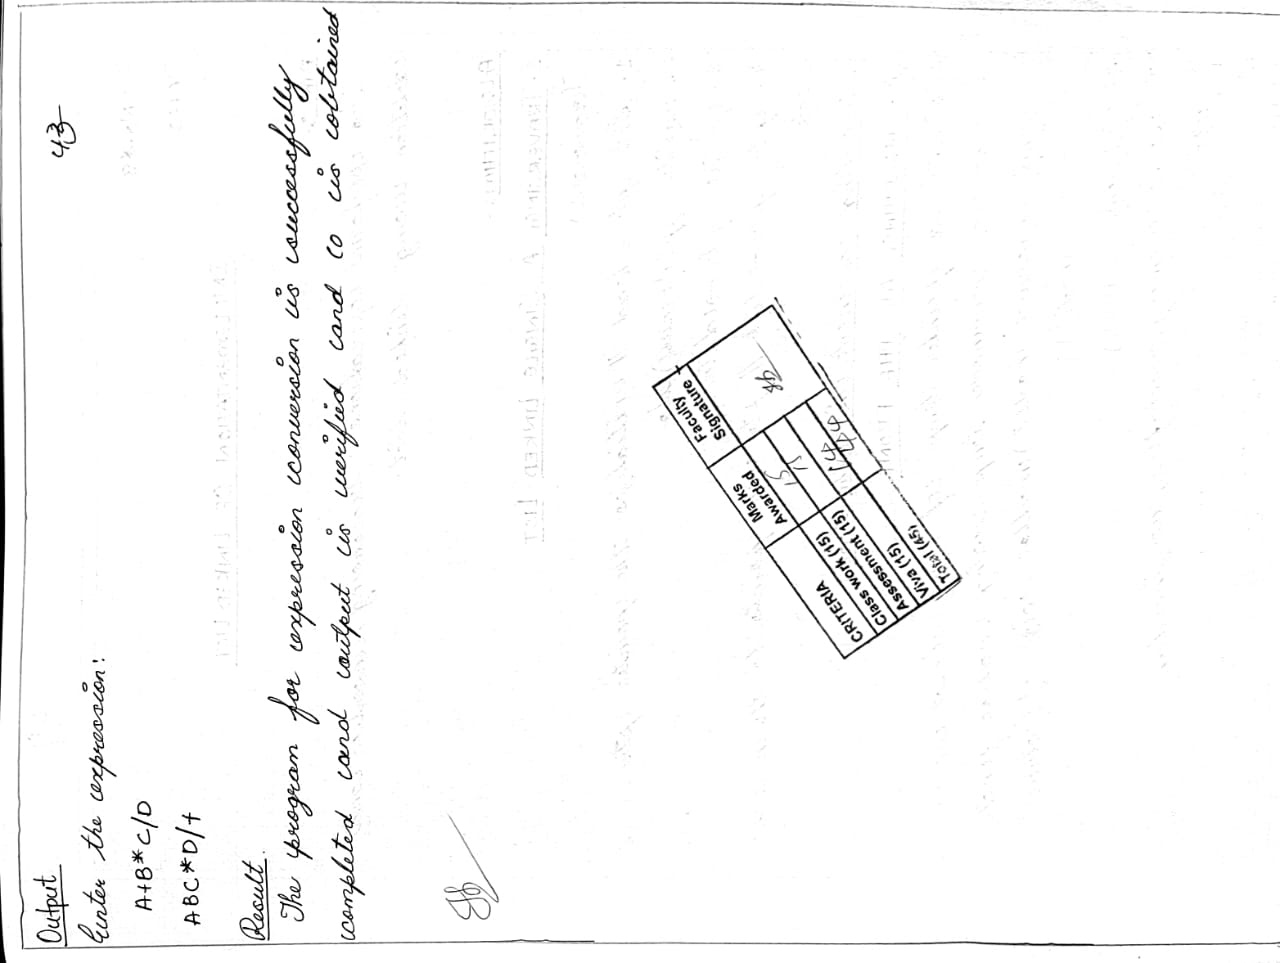 43
Output
Enter the expression:
A+B*C/D
ABC*D/+
Result.
The program for expression conversion is successfully
completed and output is verified and co is obtained
CRITERIA Marks Awarded Faculty Signature
Class work (15) 15
Assessment (15) 15
Viva (15) 14
Total (45) 44